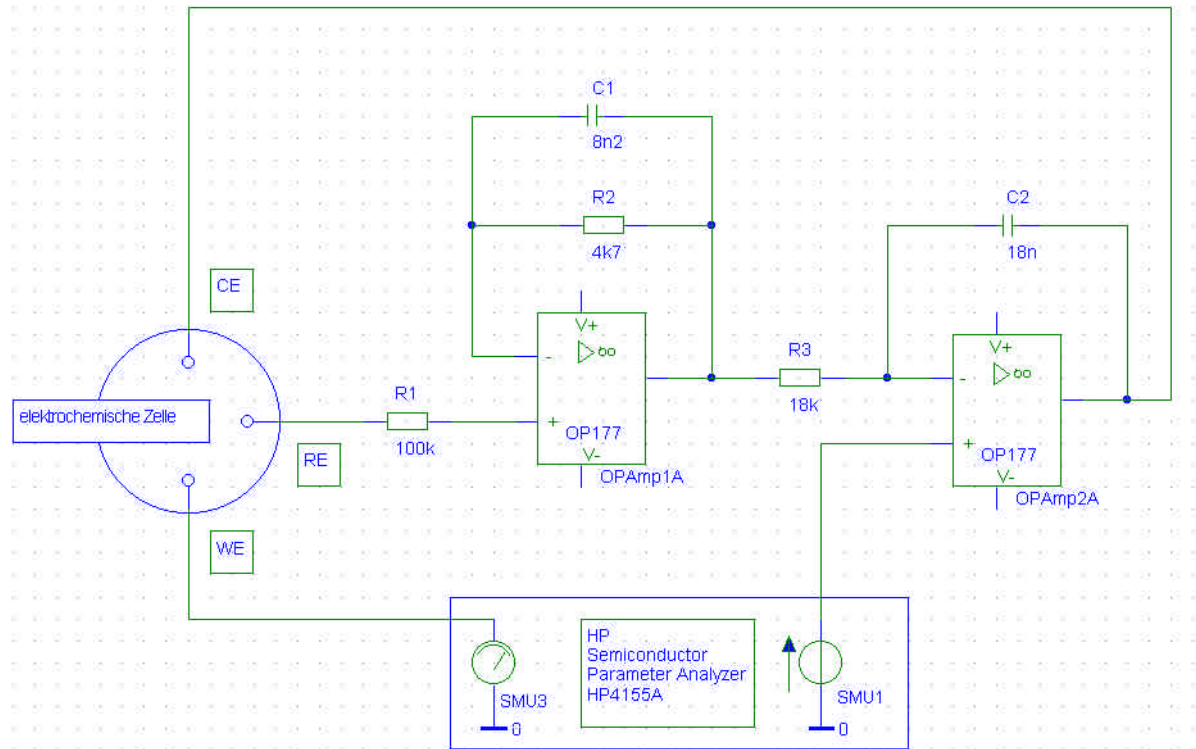 C1
8n2
R2
4k7
C2
18n
CE
V+
-
+
OP177
V-
OPAmp1A
R3
18k
V+
-
+
OP177
V-
OPAmp2A
elektrochemische Zelle
R1
100k
RE
WE
HP
Semiconductor
Parameter Analyzer
HP4155A
SMU3
0
SMU1
0